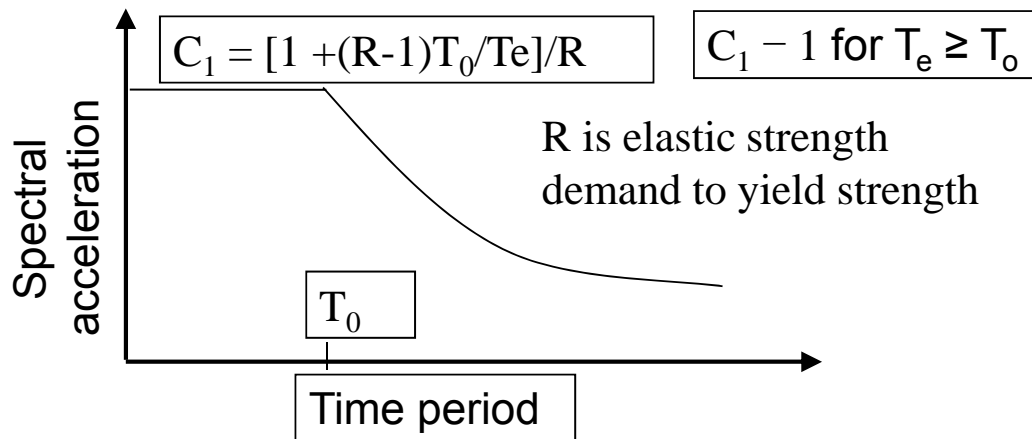 C₁ = [1 +(R-1)T₀/Te]/R
C₁ − 1 for Tₑ ≥ Tₒ
R is elastic strength
demand to yield strength
Spectral
acceleration
T₀
Time period